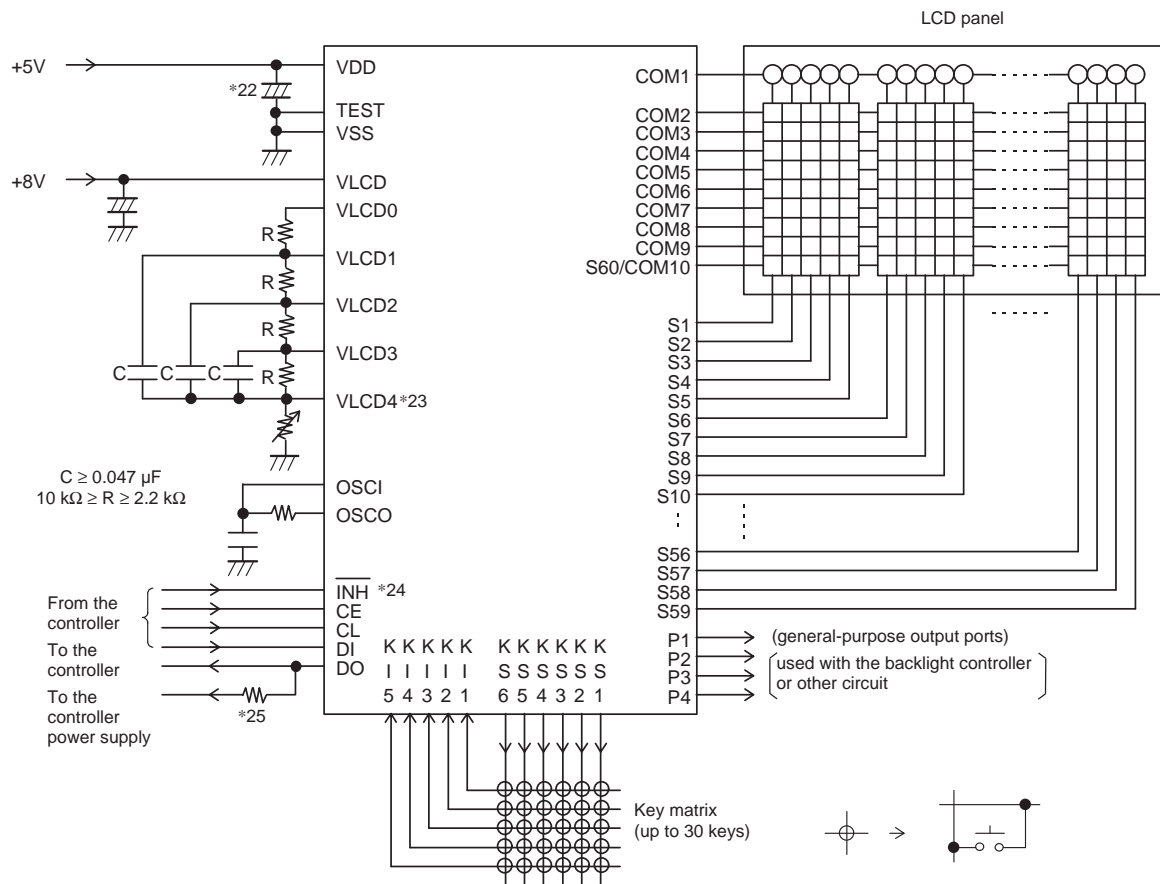 LCD panel
+5V
*22
VDD
TEST
VSS
+8V
VLCD
VLCD0
R
VLCD1
R
VLCD2
R
VLCD3
C
C
C
R
VLCD4 *23
C ≥ 0.047 μF
10 kΩ ≥ R ≥ 2.2 kΩ
OSCI
OSCO
From the
controller
INH *24
CE
CL
DI
To the
controller
DO
To the
controller
power supply
*25
COM1
COM2
COM3
COM4
COM5
COM6
COM7
COM8
COM9
S60/COM10
S1
S2
S3
S4
S5
S6
S7
S8
S9
S10
S56
S57
S58
S59
P1
P2
P3
P4
(general-purpose output ports)
used with the backlight controller
or other circuit
K K K K K K K K K K K
I I I I I S S S S S S
5 4 3 2 1 6 5 4 3 2 1
Key matrix
(up to 30 keys)